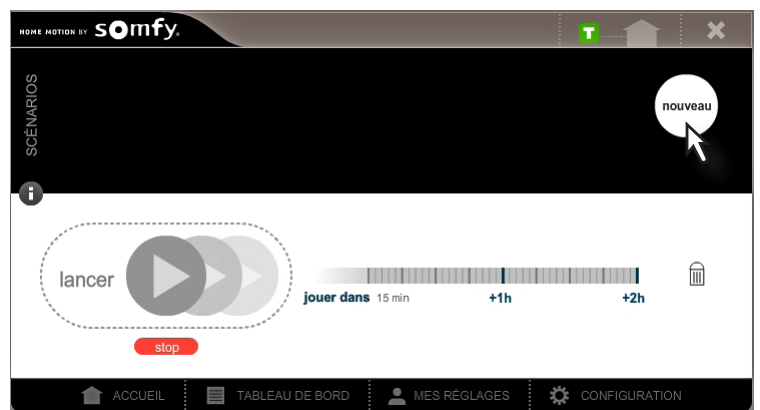 HOME MOTION BY somfy.
T
SCÉNARIOS
nouveau
i
lancer
jouer dans 15 min +1h +2h
stop
ACCUEIL TABLEAU DE BORD MES RÉGLAGES CONFIGURATION